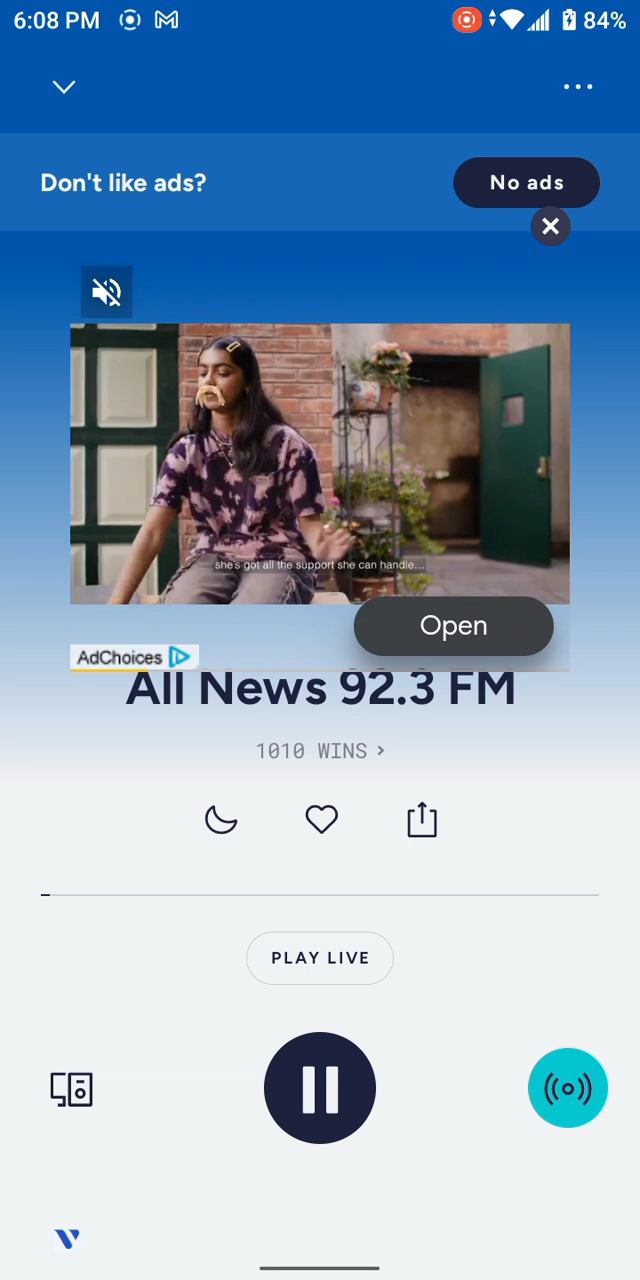 6:08 PM
84%
Don't like ads?
No ads
she's got all the support she can handle...
Open
AdChoices
All News 92.3 FM
1010 WINS
PLAY LIVE